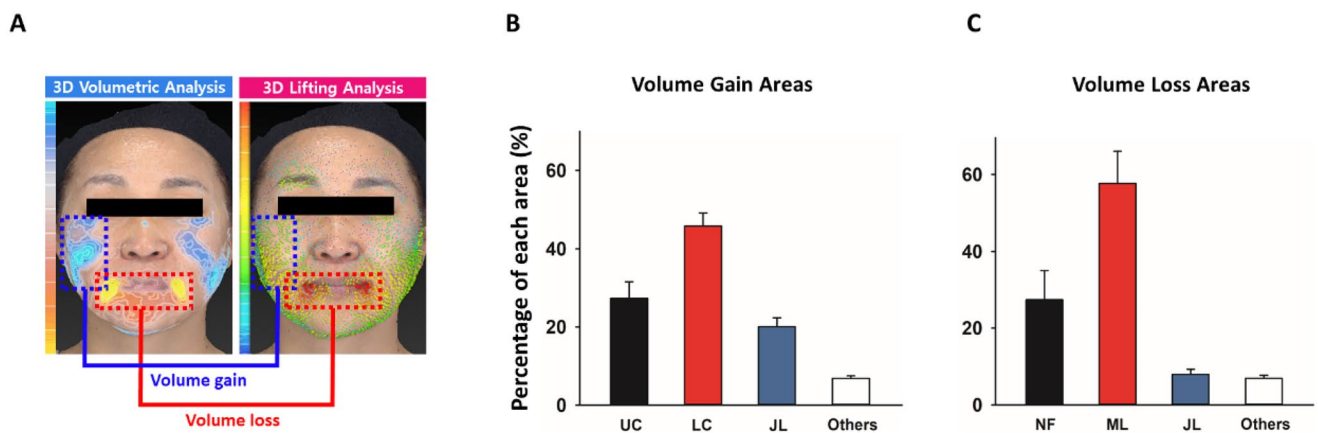 A
3D Volumetric Analysis
3D Lifting Analysis
Volume gain
Volume loss
B
Volume Gain Areas
Percentage of each area (%)
60
40
20
0
UC LC JL Others
C
Volume Loss Areas
60
40
20
0
NF ML JL Others